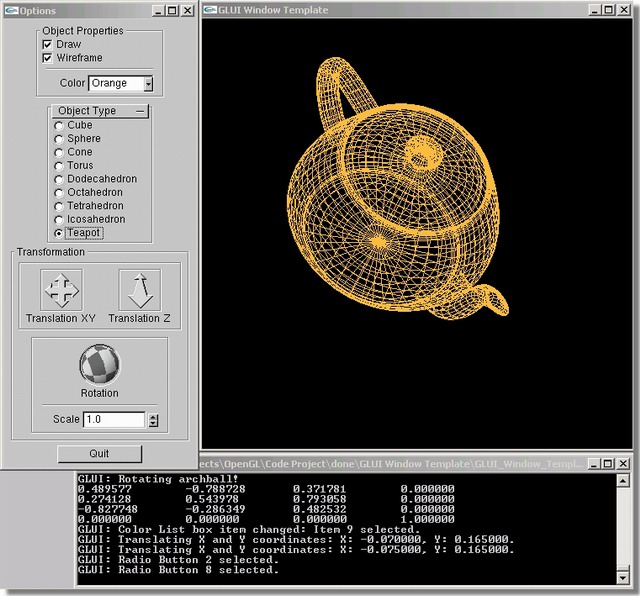 Options
Object Properties
Draw
Wireframe
Color Orange
Object Type
Cube
Sphere
Cone
Torus
Dodecahedron
Octahedron
Tetrahedron
Icosahedron
Teapot
Transformation
Translation XY Translation Z
Rotation
Scale 1.0
Quit
GLUI Window Template
ects\OpenGL\Code Project\done\GLUI Window Template\GLUI_Window_Templ...
GLUI: Rotating archball!
0.489577 -0.788728 0.371781 0.000000
0.274128 0.543978 0.793058 0.000000
-0.827748 -0.286349 0.482532 0.000000
0.000000 0.000000 0.000000 1.000000
GLUI: Color List box item changed: Item 9 selected.
GLUI: Translating X and Y coordinates: X: -0.070000, Y: 0.165000.
GLUI: Translating X and Y coordinates: X: -0.075000, Y: 0.165000.
GLUI: Radio Button 2 selected.
GLUI: Radio Button 8 selected.